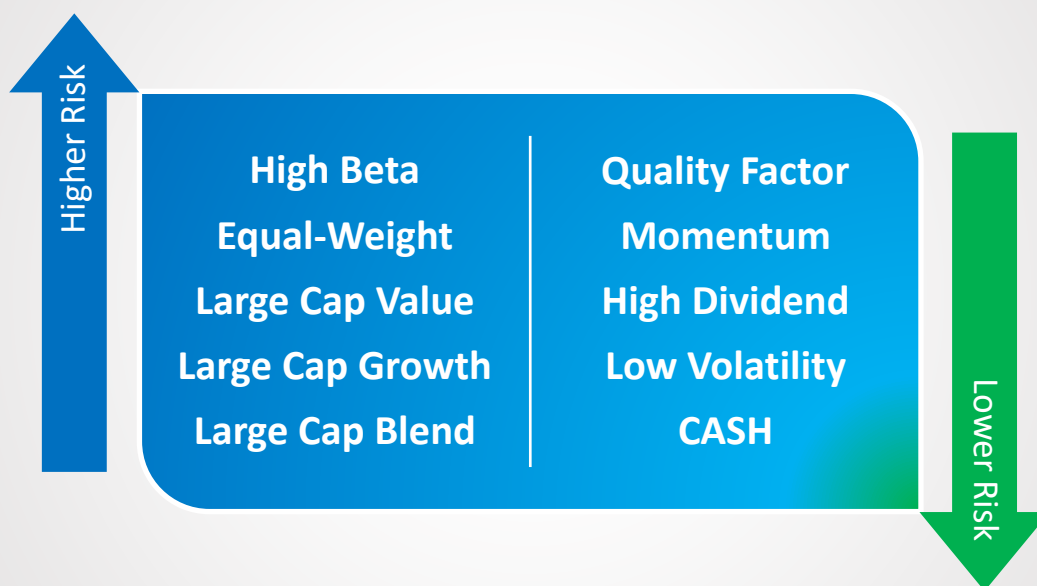 Higher Risk
High Beta
Equal-Weight
Large Cap Value
Large Cap Growth
Large Cap Blend
Quality Factor
Momentum
High Dividend
Low Volatility
CASH
Lower Risk